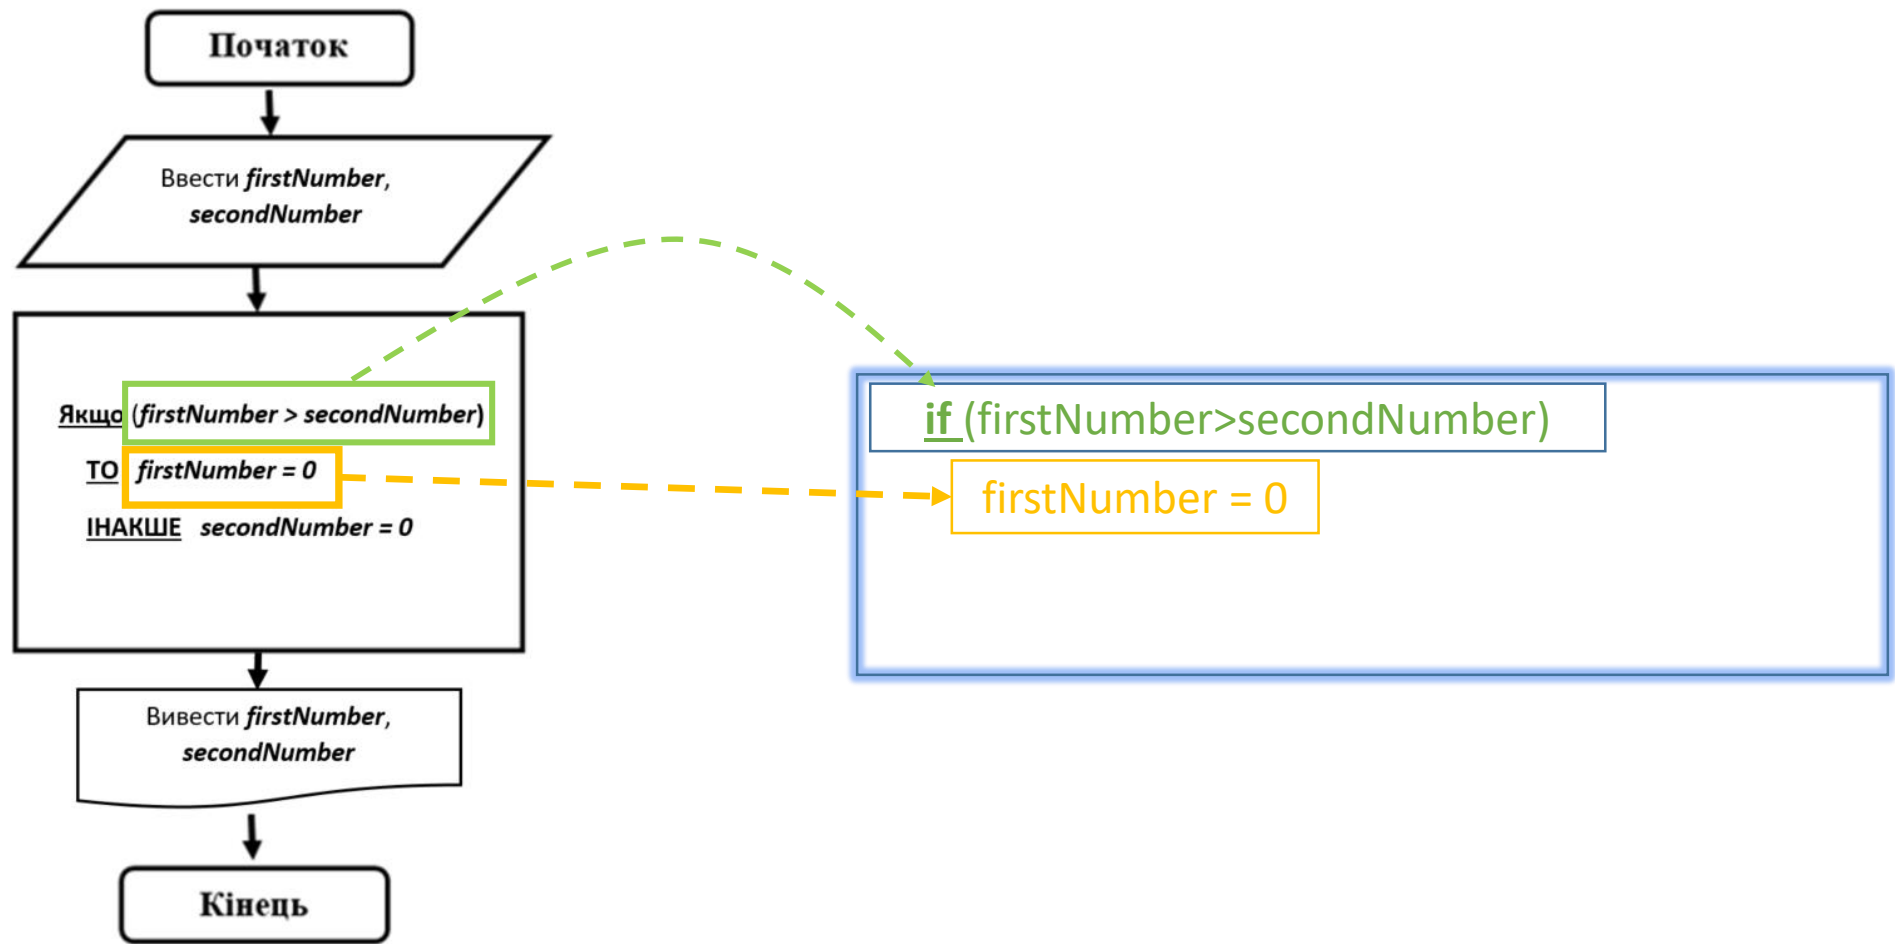 Початок
Ввести firstNumber,
secondNumber
Якщо (firstNumber > secondNumber)
ТО firstNumber = 0
ІНАКШЕ secondNumber = 0
Вивести firstNumber,
secondNumber
Кінець
if (firstNumber>secondNumber)
firstNumber = 0